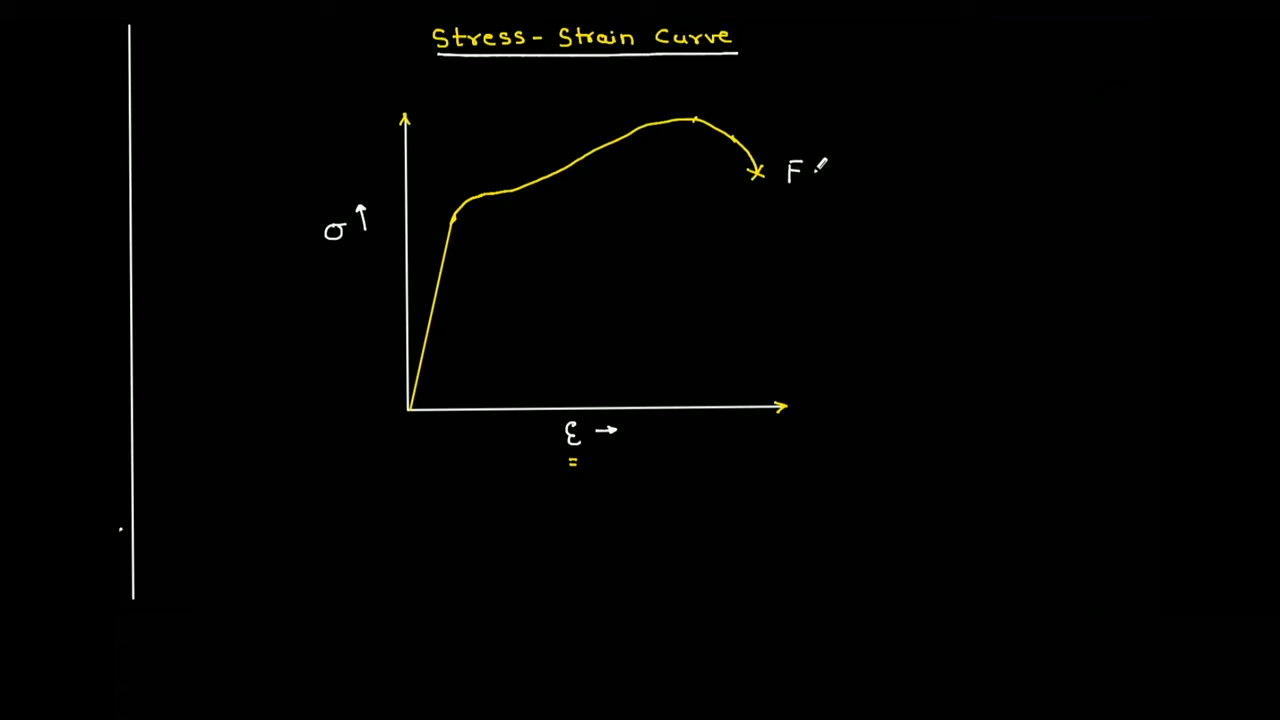 Stress - Strain Curve
F
σ ↑
ε →
=